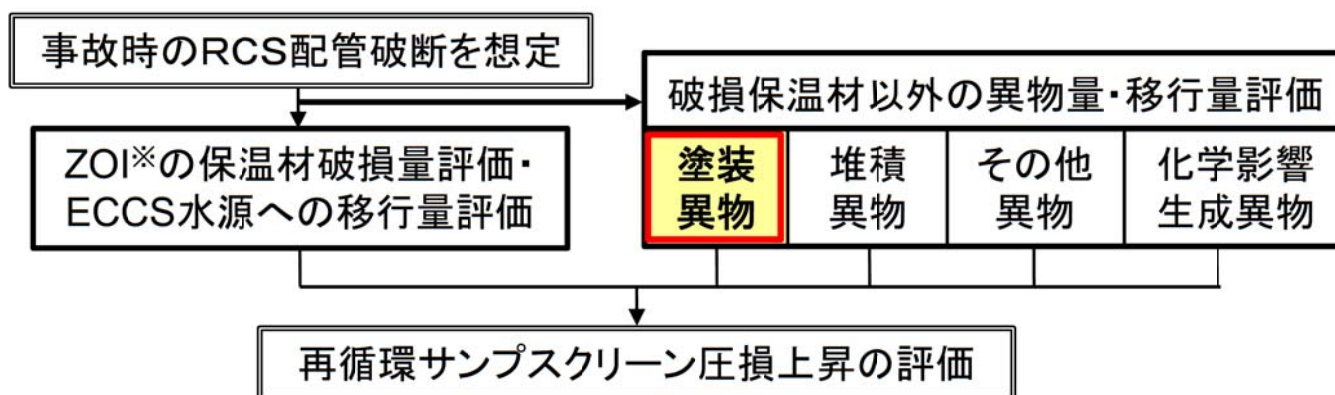 事故時のRCS配管破断を想定
破損保温材以外の異物量・移行量評価
ZOI※の保温材破損量評価・
ECCS水源への移行量評価
塗装
異物
堆積
異物
その他
異物
化学影響
生成異物
再循環サンプスクリーン圧損上昇の評価